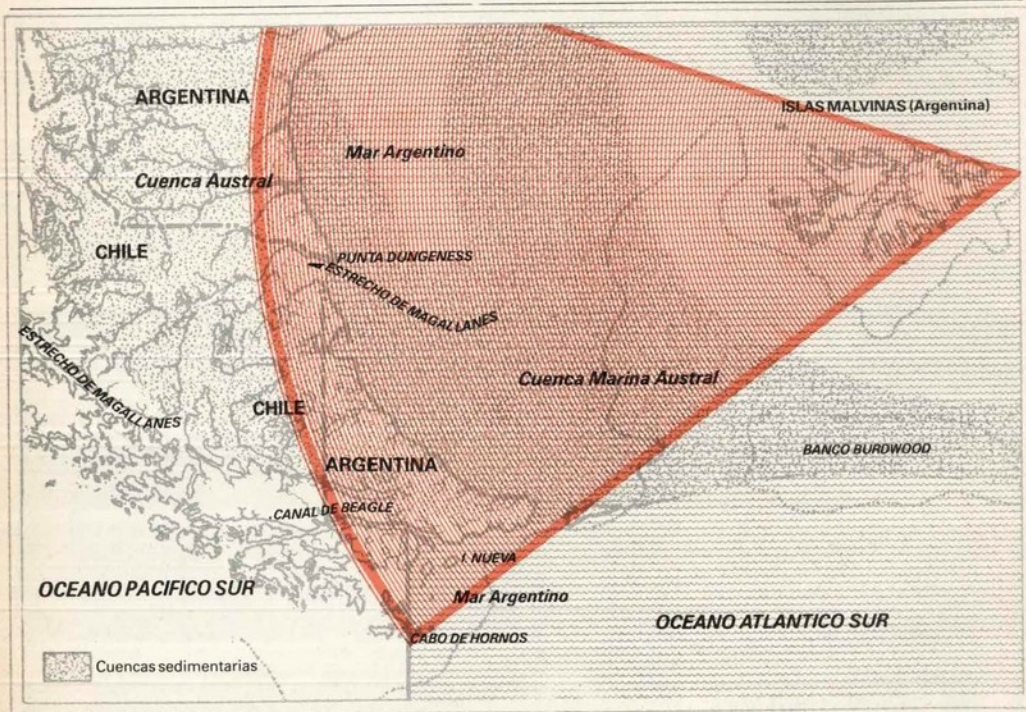 ISLAS MALVINAS (Argentina)
ARGENTINA
Mar Argentino
Cuenca Austral
CHILE
PUNTA DUNGENESS
ESTRECHO DE MAGALLANES
ESTRECHO DE MAGALLANES
Cuenca Marina Austral
CHILE
ARGENTINA
BANCO BURDWOOD
CANAL DE BEAGLE
I. NUEVA
OCEANO PACIFICO SUR
Mar Argentino
OCEANO ATLANTICO SUR
CABO DE HORNOS
Cuencas sedimentarias